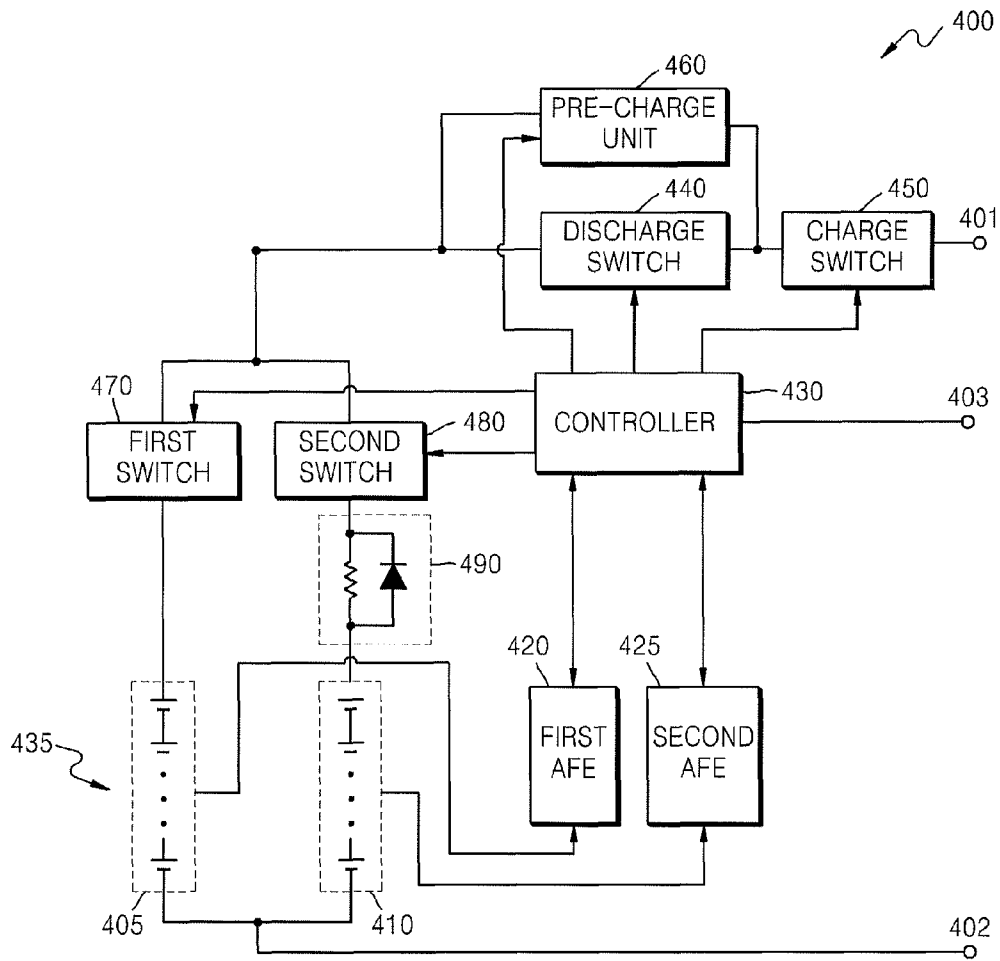 400
460
PRE-CHARGE
UNIT
440
450
401
DISCHARGE
SWITCH
CHARGE
SWITCH
470
430
403
CONTROLLER
480
FIRST
SWITCH
SECOND
SWITCH
490
420
425
435
FIRST
AFE
SECOND
AFE
405
410
402